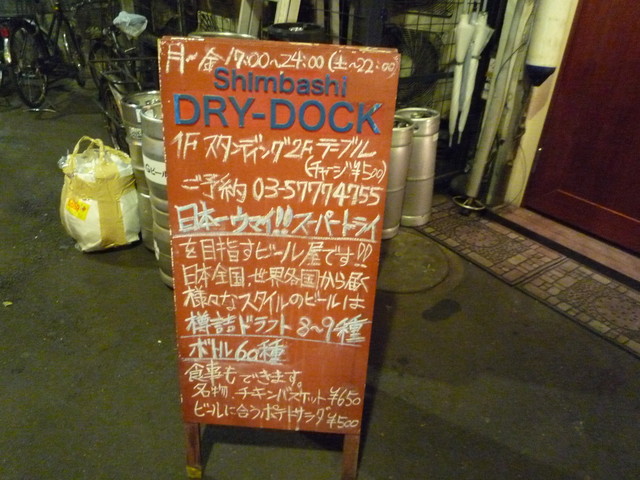 月〜金 17:00〜24:00 (土〜22:00)
Shimbashi
DRY-DOCK
1F スタンディング 2F テーブル
(チャージ¥500)
ご予約 03-5777-4755
日本一ウマイ!! スーパードライ
を目指すビール屋です!!
日本全国、世界各国から届く
様々なスタイルのビールは
樽詰ドラフト 8〜9種
ボトル 60種
食事もできます。
名物、チキンバスケット ¥650
ビールに合うポテトサラダ ¥500